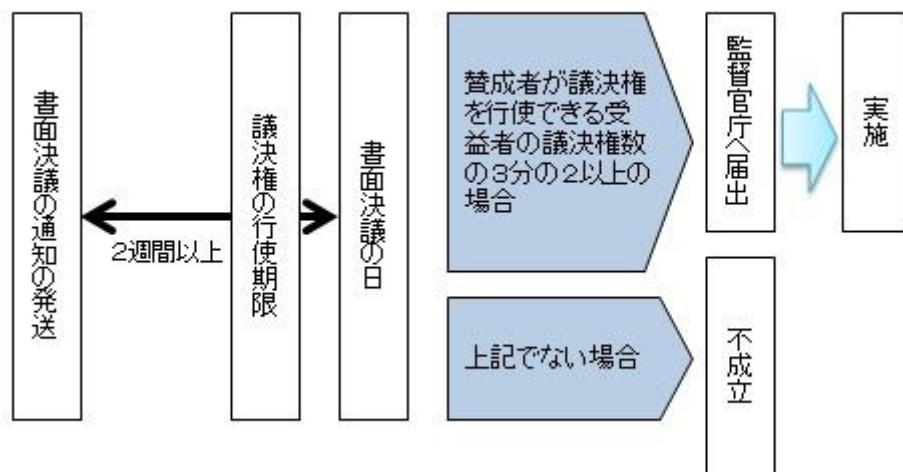 書面決議の通知の発送
2週間以上
議決権の行使期限
書面決議の日
賛成者が議決権
を行使できる受
益者の議決権数
の3分の2以上の
場合
監督官庁へ届出
実施
上記でない場合
不成立